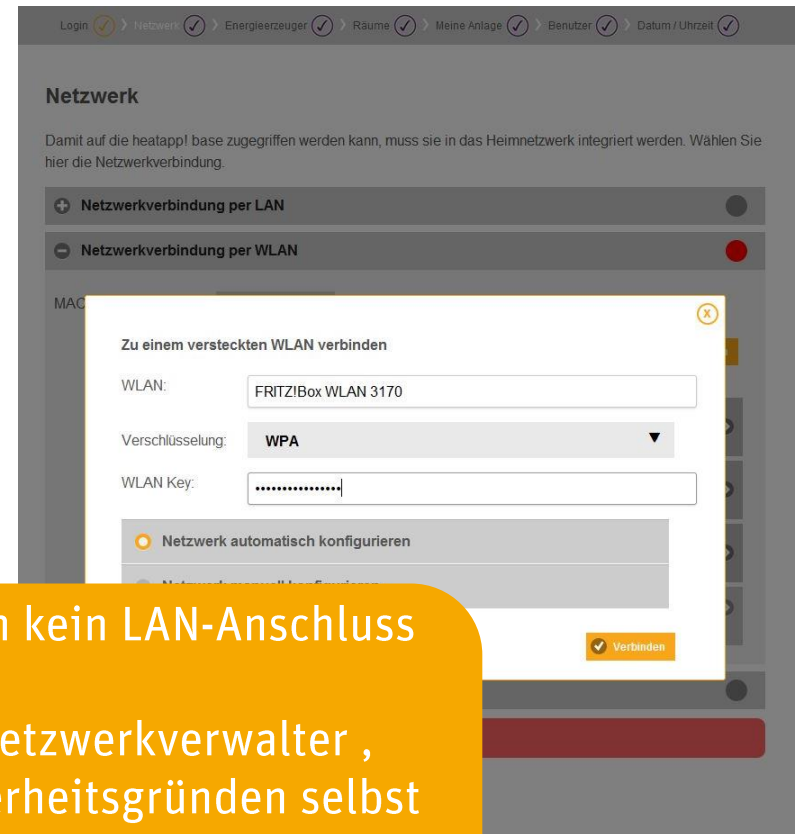 Login > Netzwerk > Energieerzeuger > Räume > Meine Anlage > Benutzer > Datum / Uhrzeit
Netzwerk
Damit auf die heatapp! base zugegriffen werden kann, muss sie in das Heimnetzwerk integriert werden. Wählen Sie
hier die Netzwerkverbindung.
Netzwerkverbindung per LAN
Netzwerkverbindung per WLAN
MAC
X
Zu einem versteckten WLAN verbinden
WLAN:
FRITZ!Box WLAN 3170
Verschlüsselung:
WPA
WLAN Key:
••••••••••••••••
Netzwerk automatisch konfigurieren
Netzwerk manuell konfigurieren
Verbinden
n kein LAN-Anschluss
etzwerkverwalter ,
erheitsgründen selbst